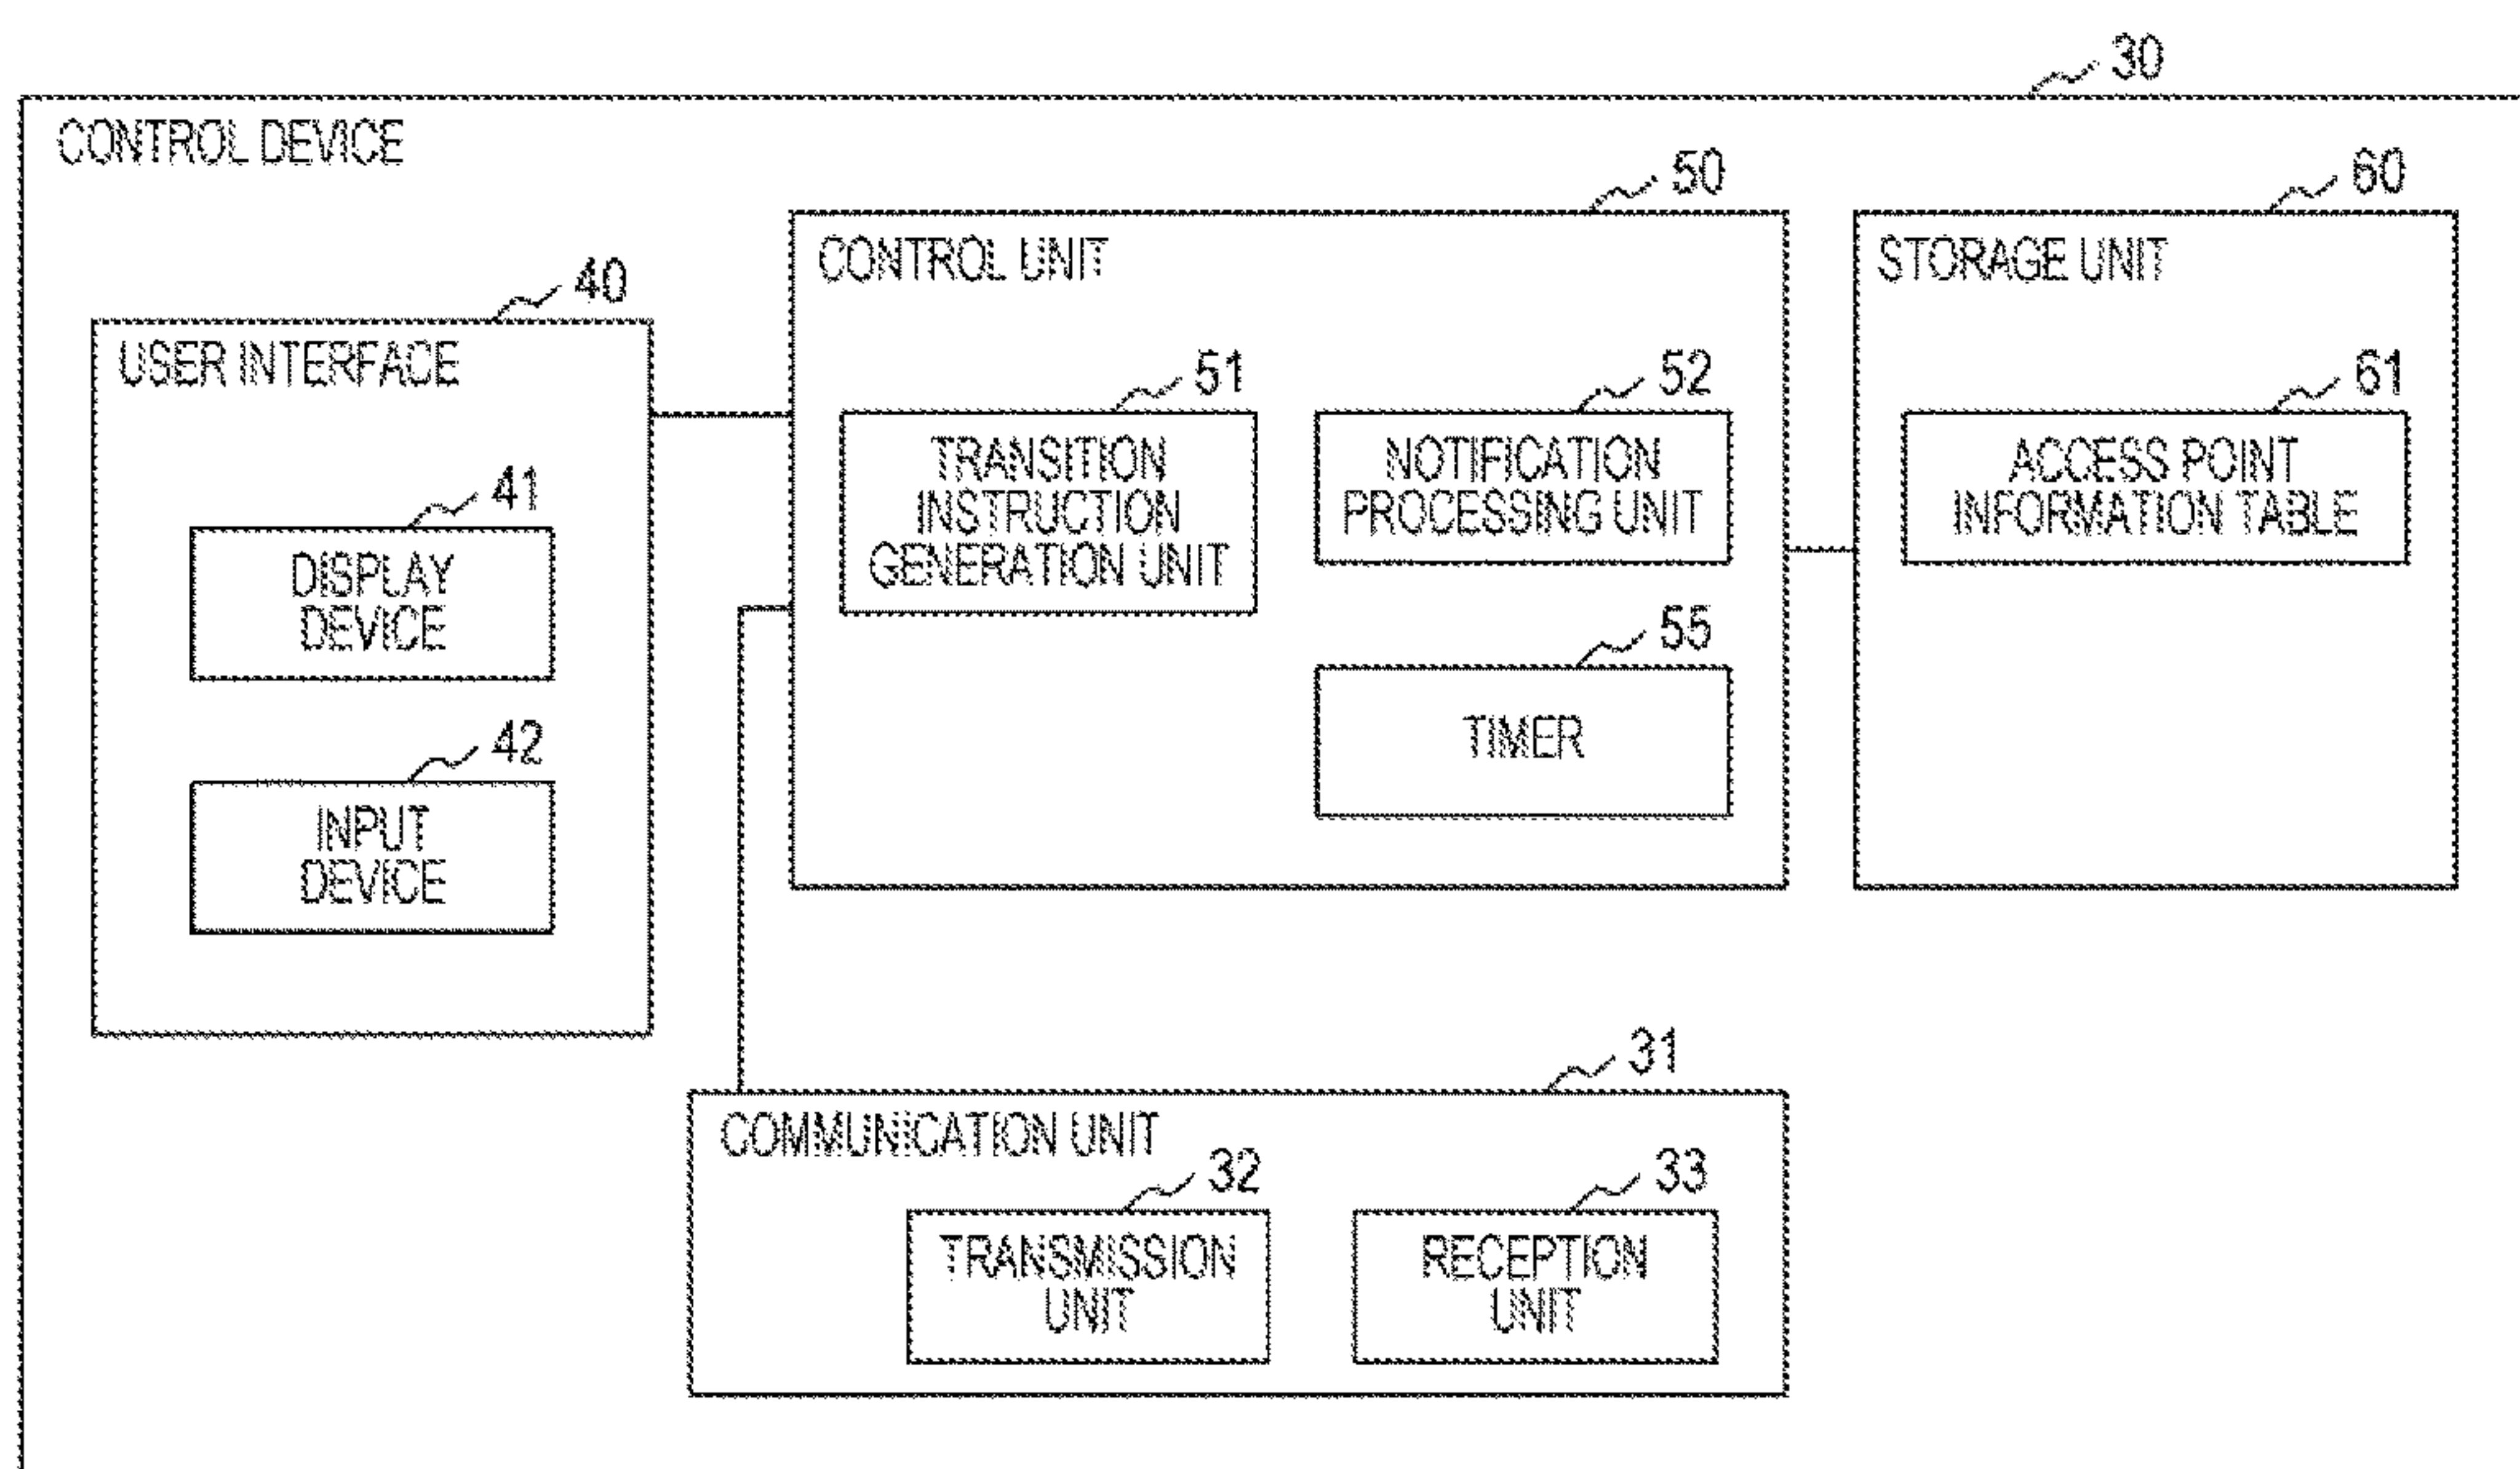 30
CONTROL DEVICE
40
USER INTERFACE
41
DISPLAY
DEVICE
42
INPUT
DEVICE
50
CONTROL UNIT
51
TRANSITION
INSTRUCTION
GENERATION UNIT
52
NOTIFICATION
PROCESSING UNIT
55
TIMER
60
STORAGE UNIT
61
ACCESS POINT
INFORMATION TABLE
31
COMMUNICATION UNIT
32
TRANSMISSION
UNIT
33
RECEPTION
UNIT